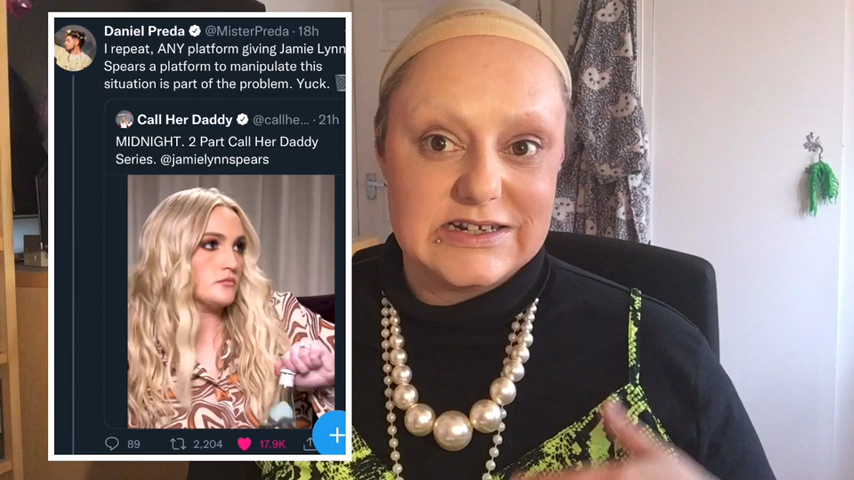 Daniel Preda @MisterPreda · 18h
I repeat, ANY platform giving Jamie Lynn
Spears a platform to manipulate this
situation is part of the problem. Yuck.
Call Her Daddy @callhe... · 21h
MIDNIGHT. 2 Part Call Her Daddy
Series. @jamielynnspears
89 2,204 17.9K